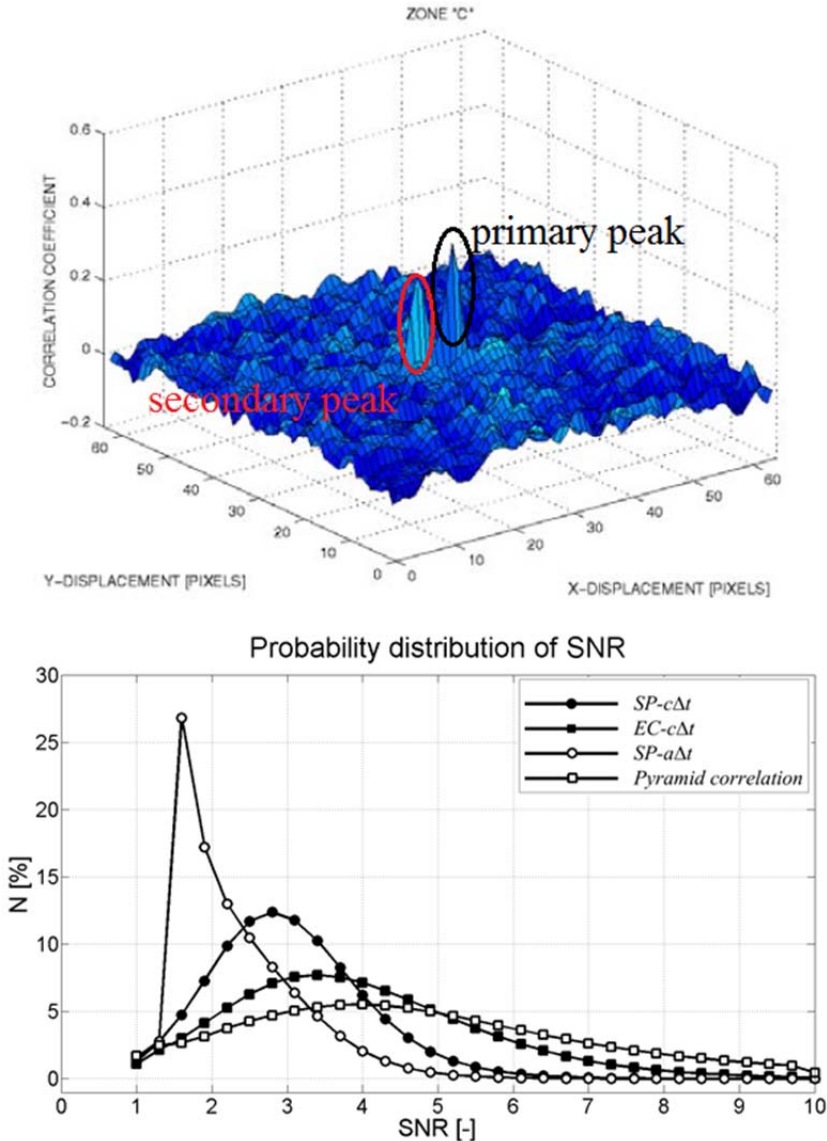 ZONE "C"
0.6
0.4
0.2
0
−0.2
CORRELATION COEFFICIENT
primary peak
secondary peak
60
50
40
30
20
10
0
0
10
20
30
40
50
60
Y−DISPLACEMENT [PIXELS]
X−DISPLACEMENT [PIXELS]
Probability distribution of SNR
30
25
20
15
10
5
0
N [%]
SP-cΔt
EC-cΔt
SP-aΔt
Pyramid correlation
0 1 2 3 4 5 6 7 8 9 10
SNR [-]